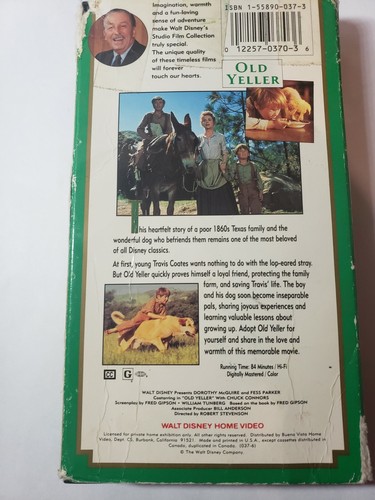 Imagination, warmth
and a fun-loving
sense of adventure
make Walt Disney's
Studio Film Collection
truly special.
The unique quality
of these timeless films
will forever
touch our hearts.
ISBN 1-55890-037-3
0 12257-0370-3 6
OLD
YELLER
This heartfelt story of a poor 1860s Texas family and the
wonderful dog who befriends them remains one of the most beloved
of all Disney classics.
At first, young Travis Coates wants nothing to do with the lop-eared stray.
But Old Yeller quickly proves himself a loyal friend, protecting the family
farm, and saving Travis' life. The boy
and his dog soon become inseparable
pals, sharing joyous experiences and
learning valuable lessons about
growing up. Adopt Old Yeller for
yourself and share in the love and
warmth of this memorable movie.
Running Time: 84 Minutes / Hi-Fi
Digitally Mastered / Color
CC G
WALT DISNEY Presents DOROTHY McGUIRE and FESS PARKER
Costarring in "OLD YELLER" With CHUCK CONNORS
Screenplay by FRED GIPSON - WILLIAM TUNBERG Based on the book by FRED GIPSON
Associate Producer BILL ANDERSON
Directed by ROBERT STEVENSON
WALT DISNEY HOME VIDEO
Licensed for private exhibition only. All other rights reserved. Distributed by Buena Vista Home
Video, Dept. CS, Burbank, California 91521. Made and printed in U.S.A., except cassettes distributed in
Canada, duplicated in Canada. (037-6)
© The Walt Disney Company